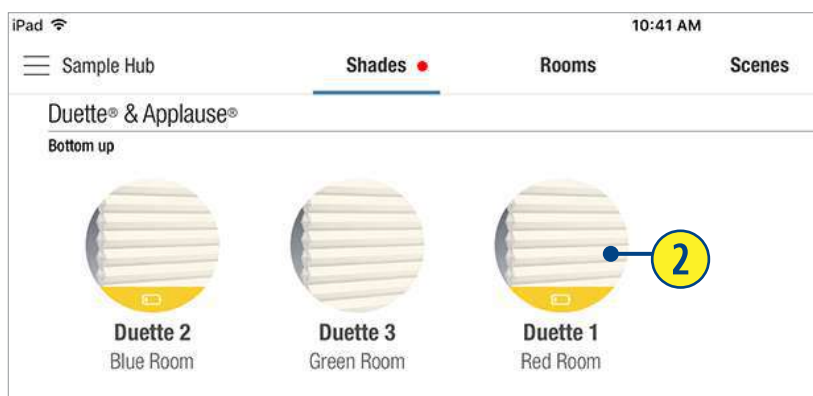 iPad 10:41 AM
Sample Hub Shades Rooms Scenes
Duette® & Applause®
Bottom up
2
Duette 2 Duette 3 Duette 1
Blue Room Green Room Red Room